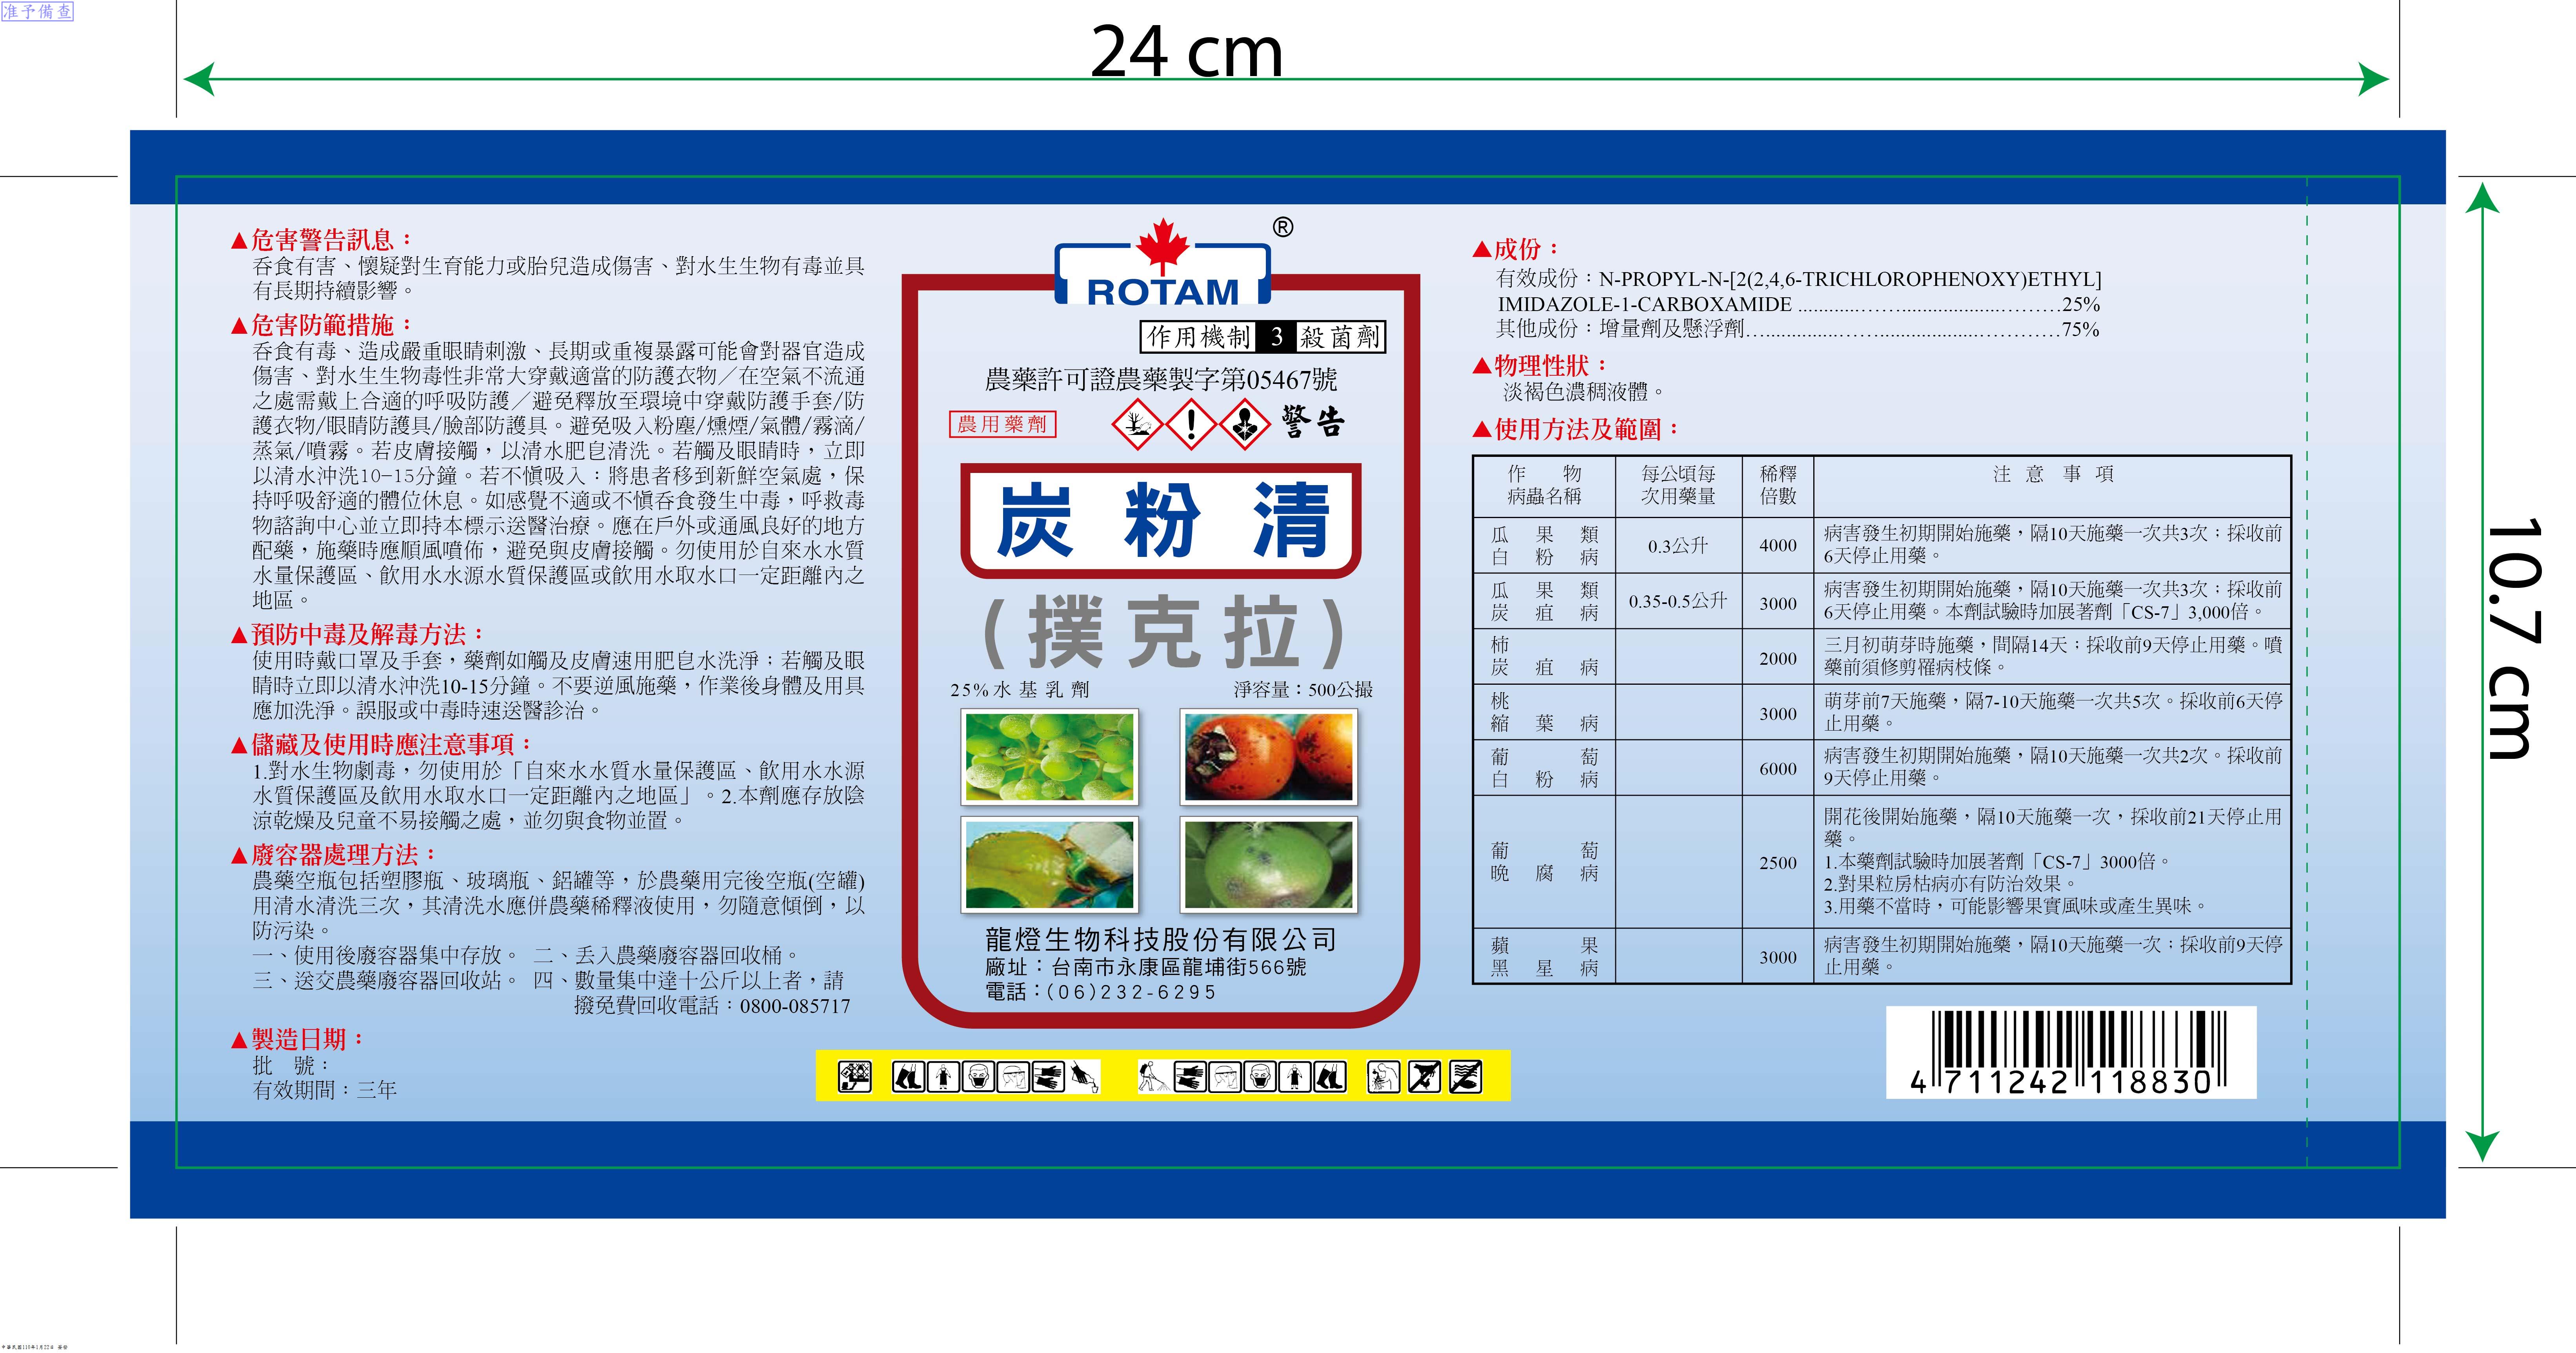 准予備查
24 cm
10.7 cm
▲危害警告訊息：
吞食有害、懷疑對生育能力或胎兒造成傷害、對水生生物有毒並具
有長期持續影響。
▲危害防範措施：
吞食有毒、造成嚴重眼睛刺激、長期或重複暴露可能會對器官造成
傷害、對水生生物毒性非常大穿戴適當的防護衣物／在空氣不流通
之處需戴上合適的呼吸防護／避免釋放至環境中穿戴防護手套/防
護衣物/眼睛防護具/臉部防護具。避免吸入粉塵/燻煙/氣體/霧滴/
蒸氣/噴霧。若皮膚接觸，以清水肥皂清洗。若觸及眼睛時，立即
以清水沖洗10-15分鐘。若不慎吸入：將患者移到新鮮空氣處，保
持呼吸舒適的體位休息。如感覺不適或不慎吞食發生中毒，呼救毒
物諮詢中心並立即持本標示送醫治療。應在戶外或通風良好的地方
配藥，施藥時應順風噴佈，避免與皮膚接觸。勿使用於自來水水質
水量保護區、飲用水水源水質保護區或飲用水取水口一定距離內之
地區。
▲預防中毒及解毒方法：
使用時戴口罩及手套，藥劑如觸及皮膚速用肥皂水洗淨；若觸及眼
睛時立即以清水沖洗10-15分鐘。不要逆風施藥，作業後身體及用具
應加洗淨。誤服或中毒時速送醫診治。
▲儲藏及使用時應注意事項：
1.對水生物劇毒，勿使用於「自來水水質水量保護區、飲用水水源
水質保護區及飲用水取水口一定距離內之地區」。2.本劑應存放陰
涼乾燥及兒童不易接觸之處，並勿與食物並置。
▲廢容器處理方法：
農藥空瓶包括塑膠瓶、玻璃瓶、鋁罐等，於農藥用完後空瓶(空罐)
用清水清洗三次，其清洗水應併農藥稀釋液使用，勿隨意傾倒，以
防污染。
一、使用後廢容器集中存放。 二、丟入農藥廢容器回收桶。
三、送交農藥廢容器回收站。 四、數量集中達十公斤以上者，請
撥免費回收電話：0800-085717
▲製造日期：
批　號：
有效期間：三年
®
ROTAM
作用機制 3 殺菌劑
農藥許可證農藥製字第05467號
農用藥劑
警告
炭粉清
(撲克拉)
25%水基乳劑　淨容量：500公撮
龍燈生物科技股份有限公司
廠址：台南市永康區龍埔街566號
電話：(06)232-6295
▲成份：
有效成份：N-PROPYL-N-[2(2,4,6-TRICHLOROPHENOXY)ETHYL]
IMIDAZOLE-1-CARBOXAMIDE ......................................25%
其他成份：增量劑及懸浮劑..............................................75%
▲物理性狀：
淡褐色濃稠液體。
▲使用方法及範圍：
作物 每公頃每 稀釋 注意事項
病蟲名稱 次用藥量 倍數
瓜果類 0.3公升 4000 病害發生初期開始施藥，隔10天施藥一次共3次；採收前
白粉病 6天停止用藥。
瓜果類 0.35-0.5公升 3000 病害發生初期開始施藥，隔10天施藥一次共3次；採收前
炭疽病 6天停止用藥。本劑試驗時加展著劑「CS-7」3,000倍。
柿 2000 三月初萌芽時施藥，間隔14天；採收前9天停止用藥。噴
炭疽病 藥前須修剪罹病枝條。
桃 3000 萌芽前7天施藥，隔7-10天施藥一次共5次。採收前6天停
縮葉病 止用藥。
葡萄 6000 病害發生初期開始施藥，隔10天施藥一次共2次。採收前
白粉病 9天停止用藥。
開花後開始施藥，隔10天施藥一次，採收前21天停止用
藥。
葡萄 2500 1.本藥劑試驗時加展著劑「CS-7」3000倍。
晚腐病 2.對果粒房枯病亦有防治效果。
3.用藥不當時，可能影響果實風味或產生異味。
蘋果 3000 病害發生初期開始施藥，隔10天施藥一次；採收前9天停
黑星病 止用藥。
4 711242 118830